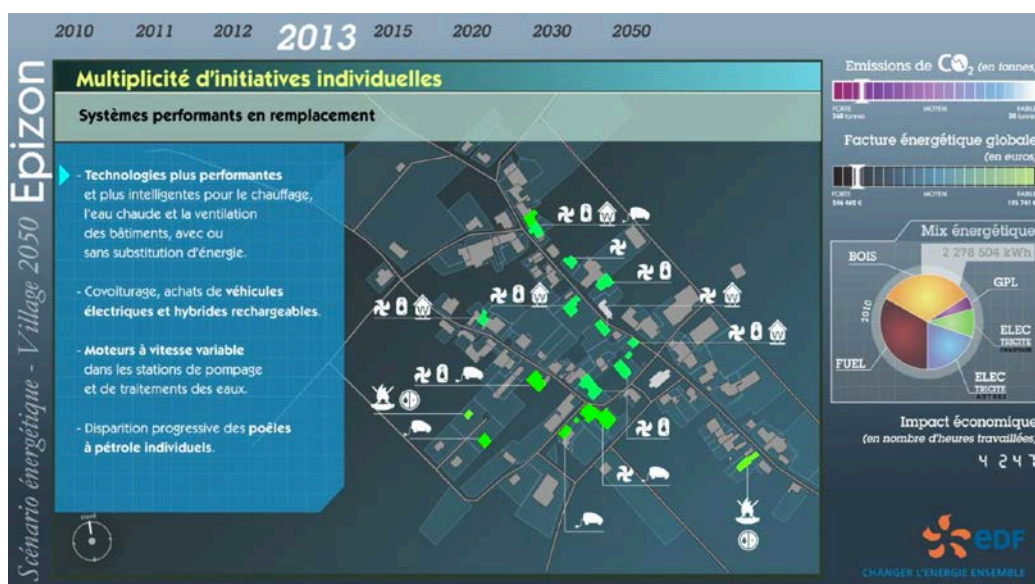 2010 2011 2012 2013 2015 2020 2030 2050
Scénario énergétique - Village 2050 Epizon
Multiplicité d'initiatives individuelles
Systèmes performants en remplacement
- Technologies plus performantes
et plus intelligentes pour le chauffage,
l'eau chaude et la ventilation
des bâtiments, avec ou
sans substitution d'énergie.
- Covoiturage, achats de véhicules
électriques et hybrides rechargeables.
- Moteurs à vitesse variable
dans les stations de pompage
et de traitements des eaux.
- Disparition progressive des poêles
à pétrole individuels.
Emissions de CO2 (en tonnes)
FORTE MOYEN FAIBLE
Facture énergétique globale
(en euros)
FORTE MOYEN FAIBLE
Mix énergétique
2 278 504 kWh
BOIS
GPL
2010
ELEC
TRICITE
FUEL
ELEC
TRICITE
AUTRES
Impact économique
(en nombre d'heures travaillées)
4 247
eDF
CHANGER L'ÉNERGIE ENSEMBLE